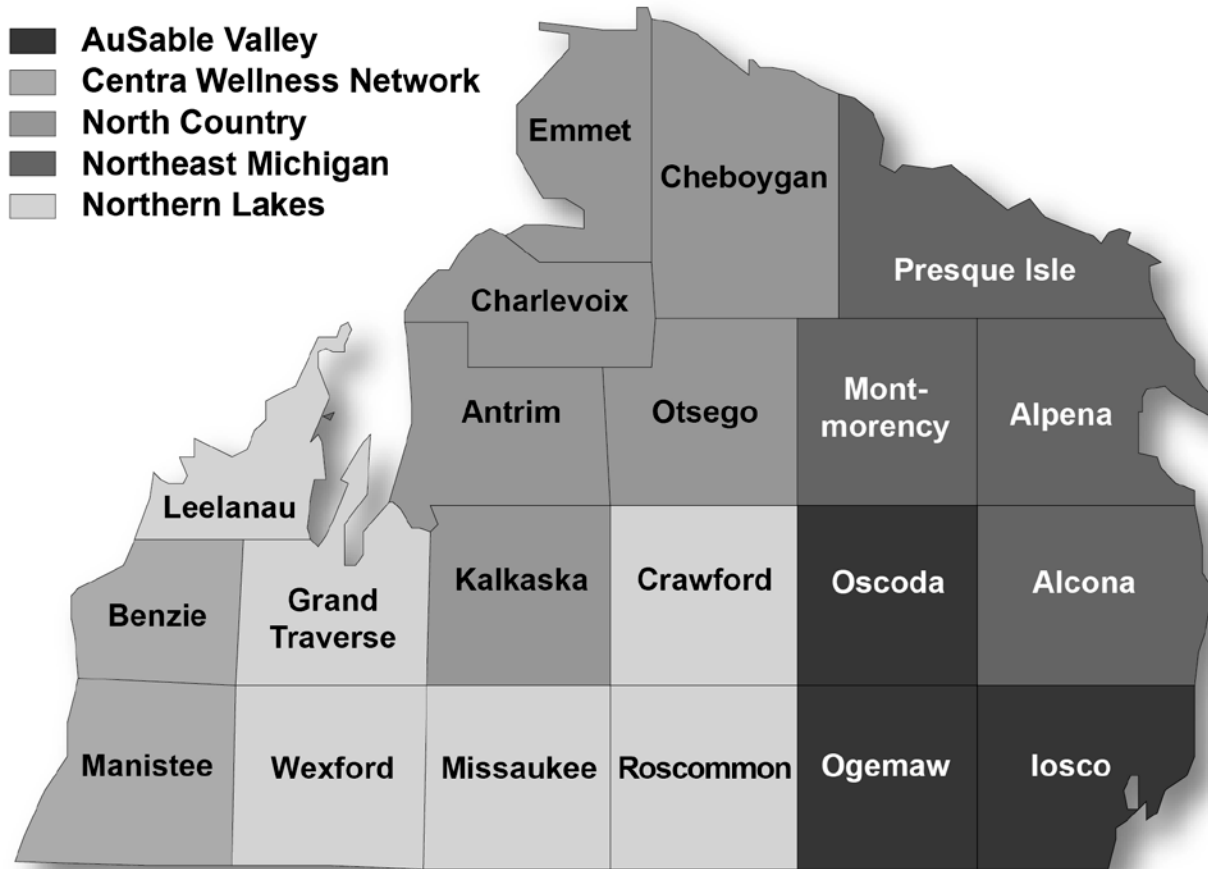 AuSable Valley
Centra Wellness Network
North Country
Northeast Michigan
Northern Lakes
Emmet
Cheboygan
Presque Isle
Charlevoix
Antrim
Otsego
Mont-
morency
Alpena
Leelanau
Benzie
Grand
Traverse
Kalkaska
Crawford
Oscoda
Alcona
Manistee
Wexford
Missaukee
Roscommon
Ogemaw
Iosco